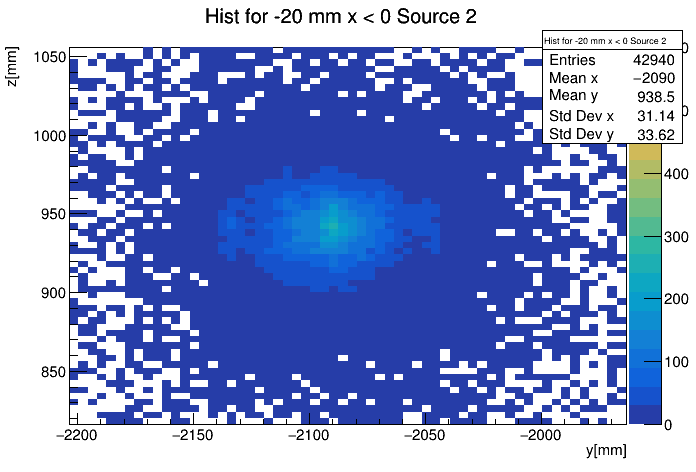 Hist for -20 mm x < 0 Source 2
Hist for -20 mm x < 0 Source 2
Entries 42940
Mean x −2090
Mean y 938.5
Std Dev x 31.14
Std Dev y 33.62
z[mm]
1050
1000
950
900
850
−2200 −2150 −2100 −2050 −2000
y[mm]
400
300
200
100
0